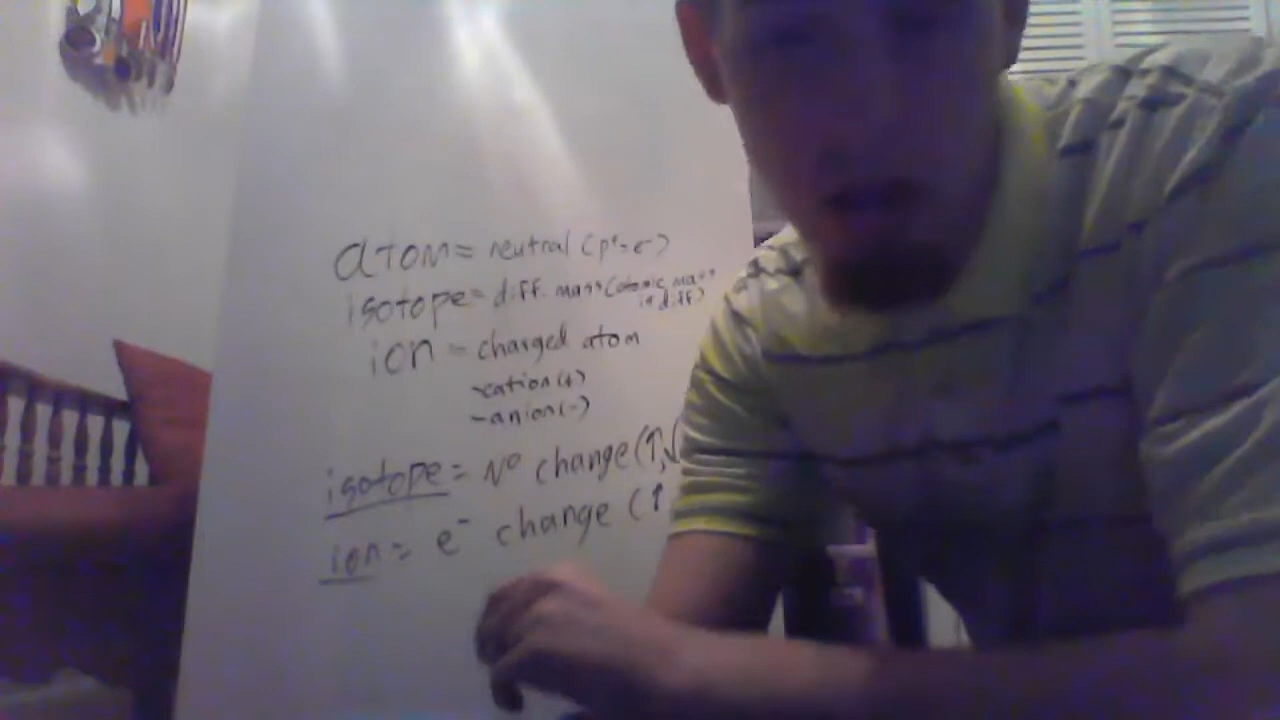 atom = neutral (p⁺=e⁻)
isotope = diff. mass (atomic mass
is diff)
ion = charged atom
-cation (+)
-anion (-)
isotope = N⁰ change (↑,↓
ion = e⁻ change (↑